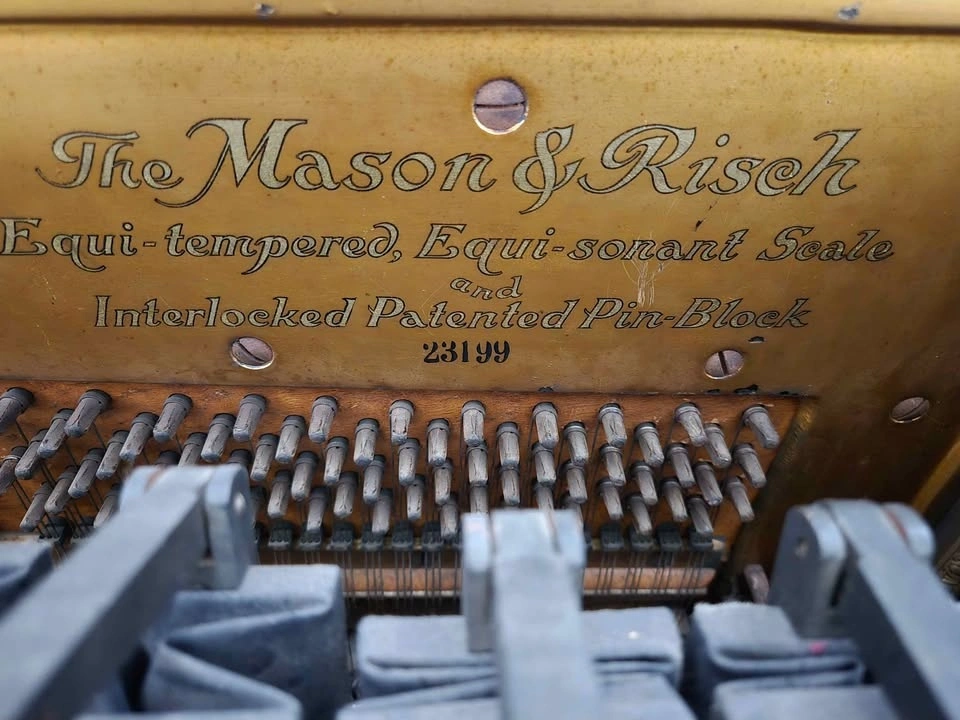 The Mason & Risch
Equi-tempered, Equi-sonant Scale
and
Interlocked Patented Pin-Block
23199